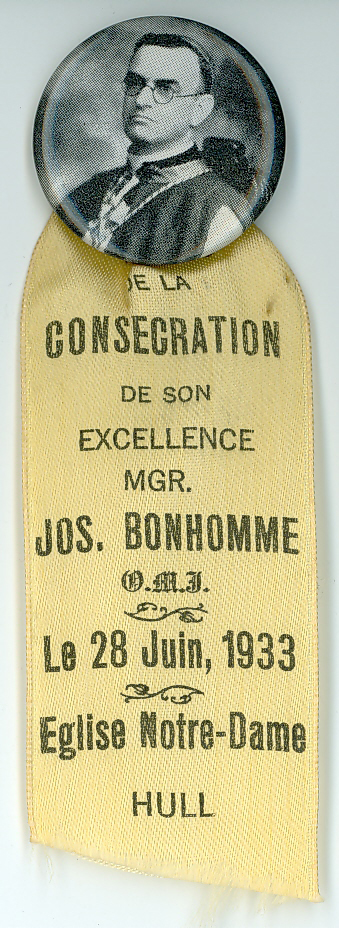 DE LA
CONSECRATION
DE SON
EXCELLENCE
MGR.
JOS. BONHOMME
O.M.I.
Le 28 Juin, 1933
Eglise Notre-Dame
HULL